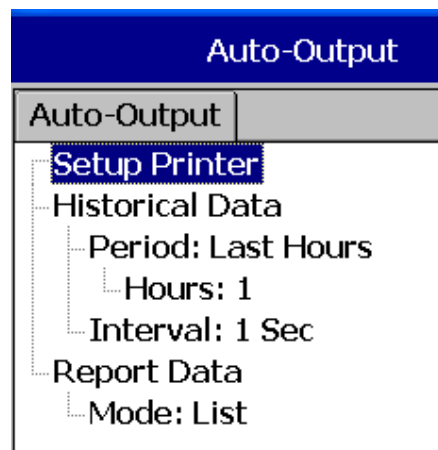 Auto-Output
Auto-Output
Setup Printer
Historical Data
Period: Last Hours
Hours: 1
Interval: 1 Sec
Report Data
Mode: List